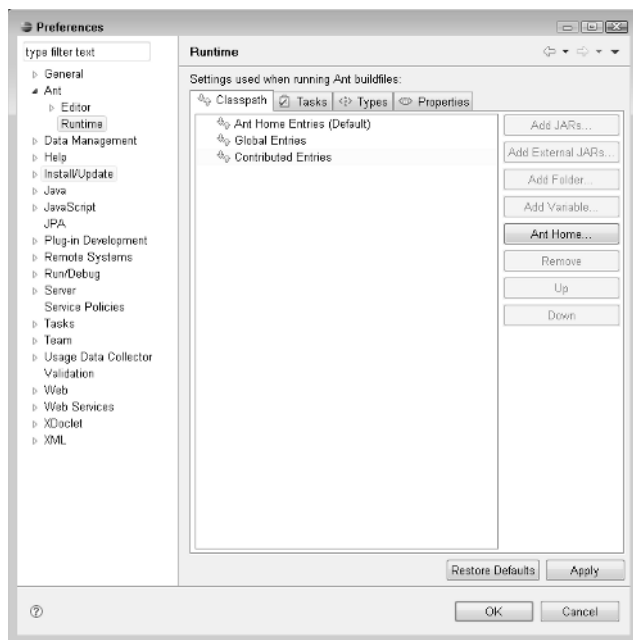 Preferences
type filter text
General
Ant
Editor
Runtime
Data Management
Help
Install/Update
Java
JavaScript
JPA
Plug-in Development
Remote Systems
Run/Debug
Server
Service Policies
Tasks
Team
Usage Data Collector
Validation
Web
Web Services
XDoclet
XML
Runtime
Settings used when running Ant buildfiles:
Classpath Tasks Types Properties
Ant Home Entries (Default)
Global Entries
Contributed Entries
Add JARs...
Add External JARs...
Add Folder...
Add Variable...
Ant Home...
Remove
Up
Down
Restore Defaults Apply
OK Cancel